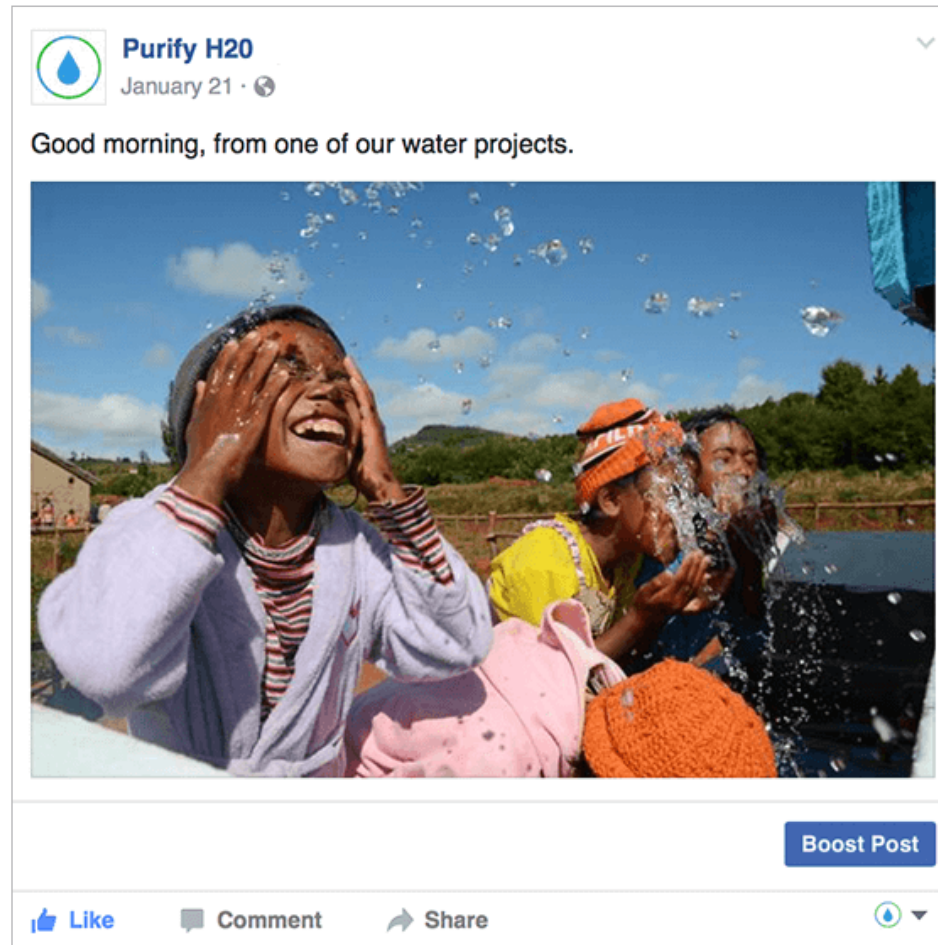 Purify H20
January 21 ·
Good morning, from one of our water projects.
Boost Post
Like Comment Share